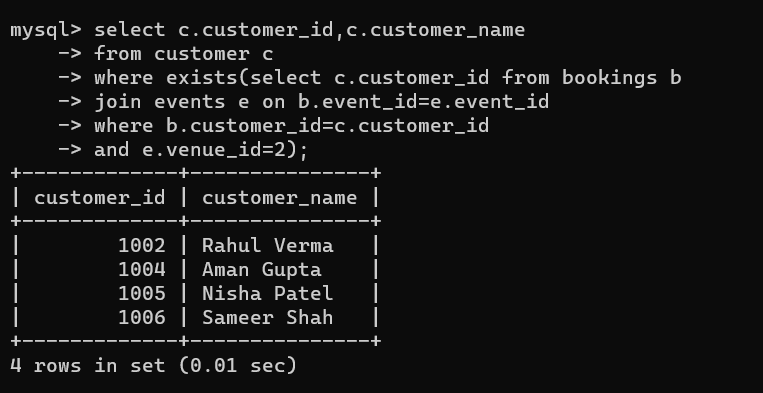 mysql> select c.customer_id,c.customer_name
    -> from customer c
    -> where exists(select c.customer_id from bookings b
    -> join events e on b.event_id=e.event_id
    -> where b.customer_id=c.customer_id
    -> and e.venue_id=2);
+-------------+---------------+
| customer_id | customer_name |
+-------------+---------------+
|        1002 | Rahul Verma   |
|        1004 | Aman Gupta    |
|        1005 | Nisha Patel   |
|        1006 | Sameer Shah   |
+-------------+---------------+
4 rows in set (0.01 sec)